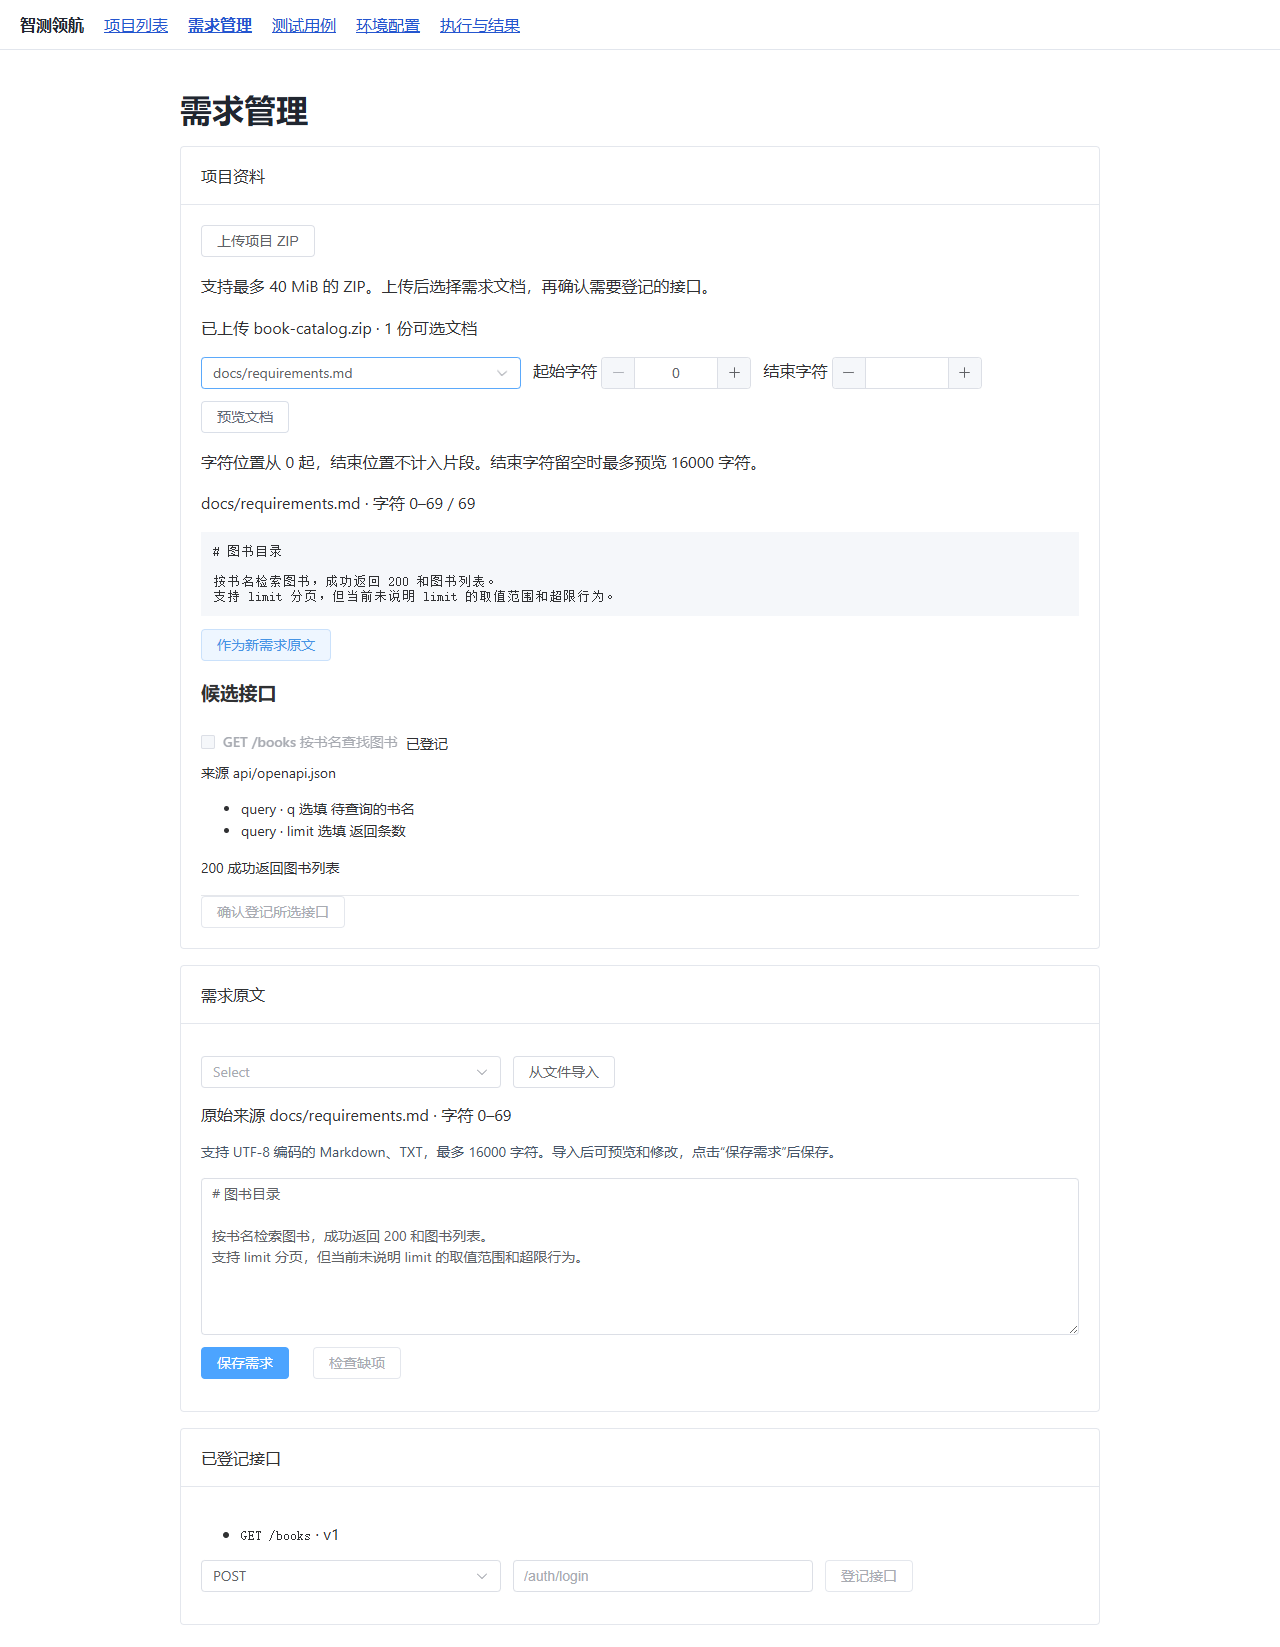 智测领航 项目列表 需求管理 测试用例 环境配置 执行与结果
需求管理
项目资料
上传项目 ZIP
支持最多 40 MiB 的 ZIP。上传后选择需求文档，再确认需要登记的接口。
已上传 book-catalog.zip · 1 份可选文档
docs/requirements.md 起始字符 0 结束字符
预览文档
字符位置从 0 起，结束位置不计入片段。结束字符留空时最多预览 16000 字符。
docs/requirements.md · 字符 0–69 / 69
# 图书目录
按书名检索图书，成功返回 200 和图书列表。
支持 limit 分页，但当前未说明 limit 的取值范围和超限行为。
作为新需求原文
候选接口
GET /books 按书名查找图书 已登记
来源 api/openapi.json
• query · q 选填 待查询的书名
• query · limit 选填 返回条数
200 成功返回图书列表
确认登记所选接口
需求原文
Select 从文件导入
原始来源 docs/requirements.md · 字符 0–69
支持 UTF-8 编码的 Markdown、TXT，最多 16000 字符。导入后可预览和修改，点击“保存需求”后保存。
# 图书目录
按书名检索图书，成功返回 200 和图书列表。
支持 limit 分页，但当前未说明 limit 的取值范围和超限行为。
保存需求 检查缺项
已登记接口
• GET /books · v1
POST /auth/login 登记接口